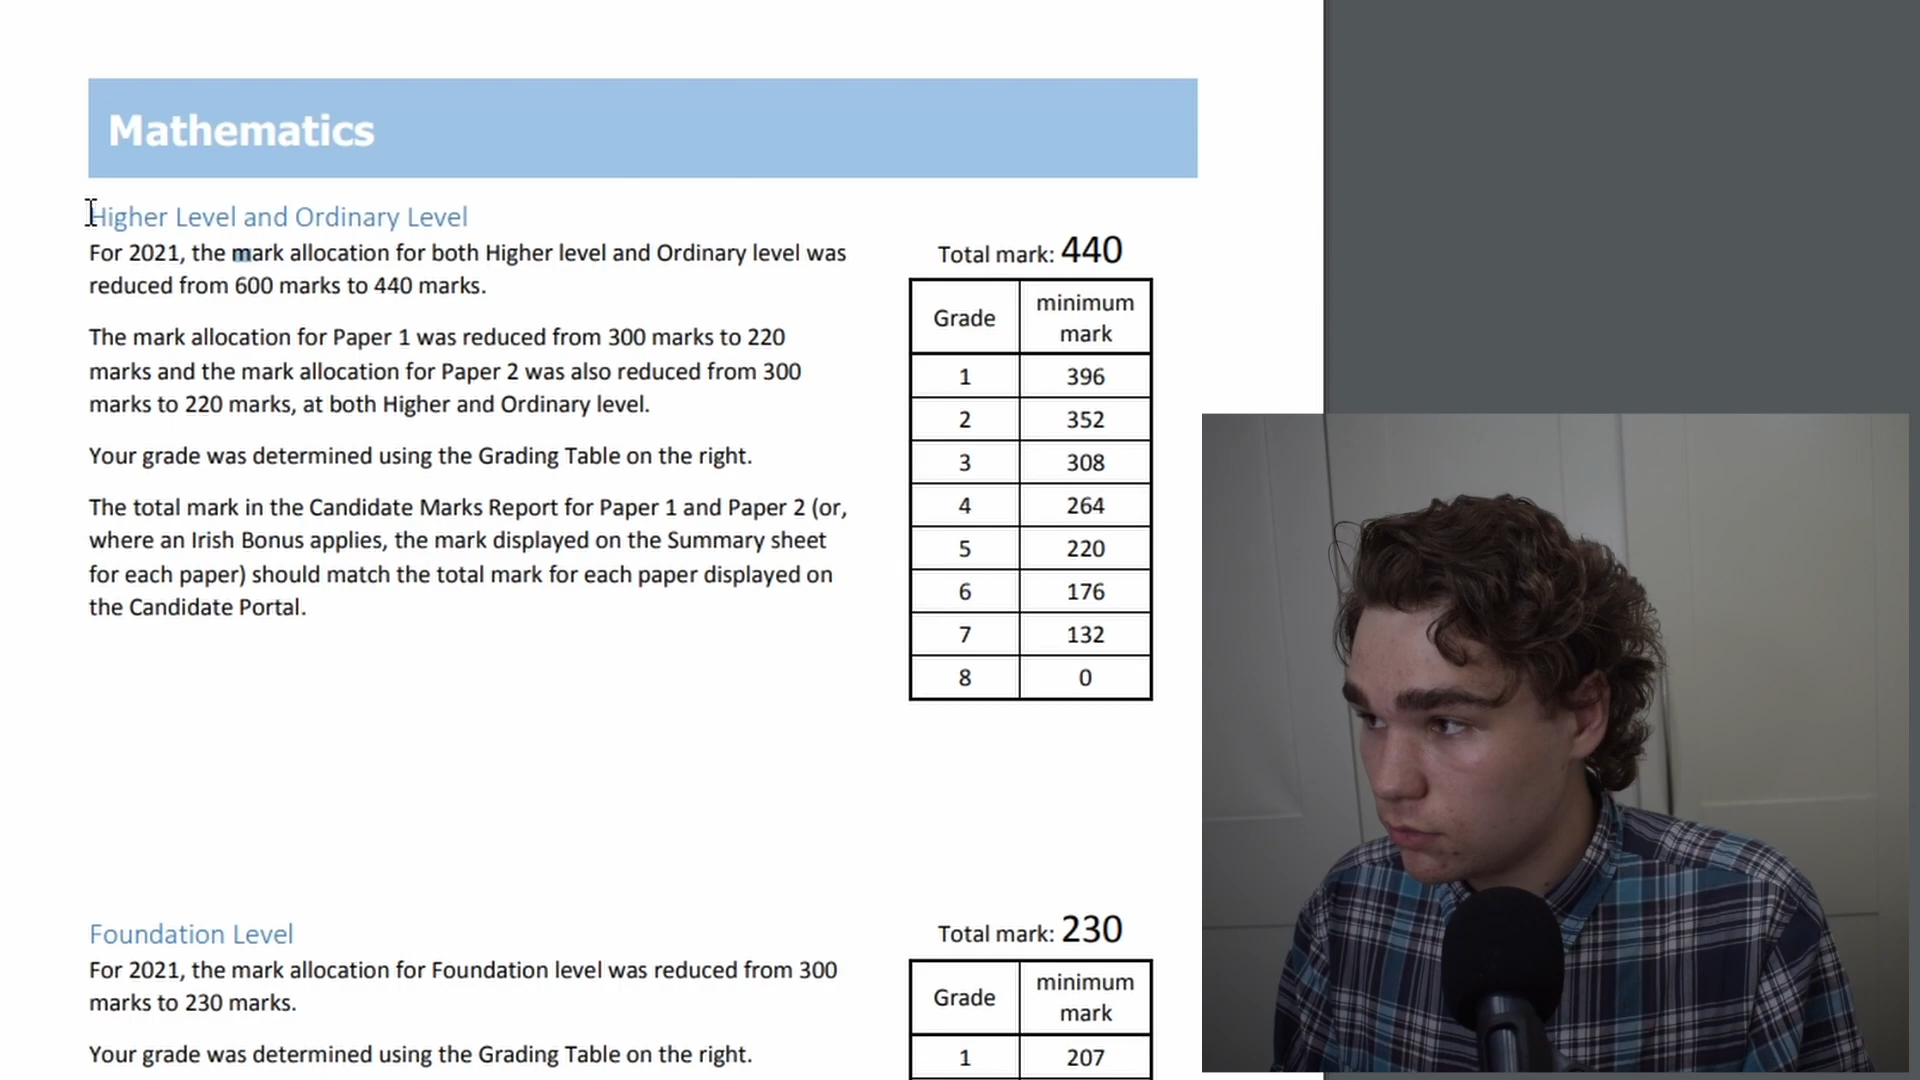 Mathematics
Higher Level and Ordinary Level
For 2021, the mark allocation for both Higher level and Ordinary level was
reduced from 600 marks to 440 marks.
The mark allocation for Paper 1 was reduced from 300 marks to 220
marks and the mark allocation for Paper 2 was also reduced from 300
marks to 220 marks, at both Higher and Ordinary level.
Your grade was determined using the Grading Table on the right.
The total mark in the Candidate Marks Report for Paper 1 and Paper 2 (or,
where an Irish Bonus applies, the mark displayed on the Summary sheet
for each paper) should match the total mark for each paper displayed on
the Candidate Portal.
Total mark: 440
Grade minimum mark
1 396
2 352
3 308
4 264
5 220
6 176
7 132
8 0
Foundation Level
For 2021, the mark allocation for Foundation level was reduced from 300
marks to 230 marks.
Your grade was determined using the Grading Table on the right.
Total mark: 230
Grade minimum mark
1 207